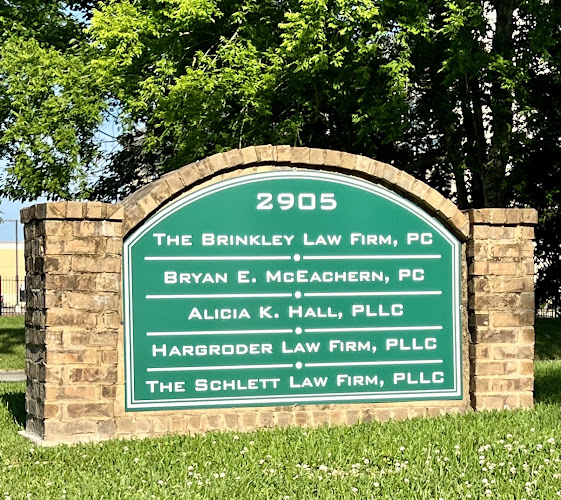 2905
The Brinkley Law Firm, PC
Bryan E. McEachern, PC
Alicia K. Hall, PLLC
Hargroder Law Firm, PLLC
The Schlett Law Firm, PLLC